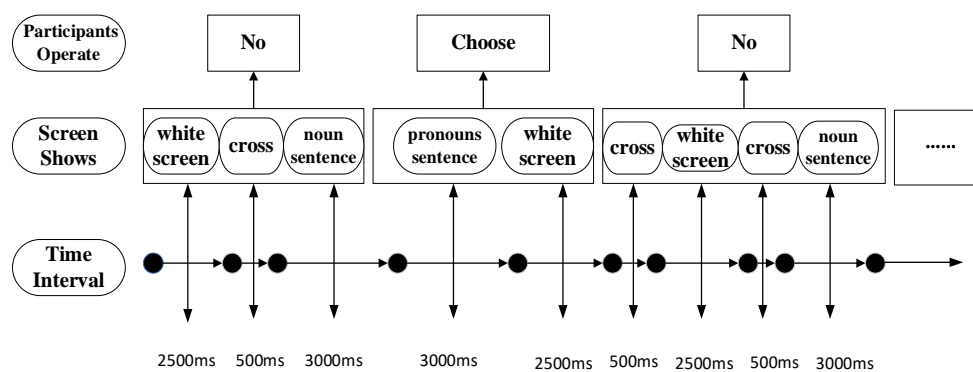 Participants
Operate
No
Choose
No
Screen
Shows
white
screen
cross
noun
sentence
pronouns
sentence
white
screen
cross
white
screen
cross
noun
sentence
......
Time
Interval
2500ms
500ms
3000ms
3000ms
2500ms
500ms
2500ms
500ms
3000ms